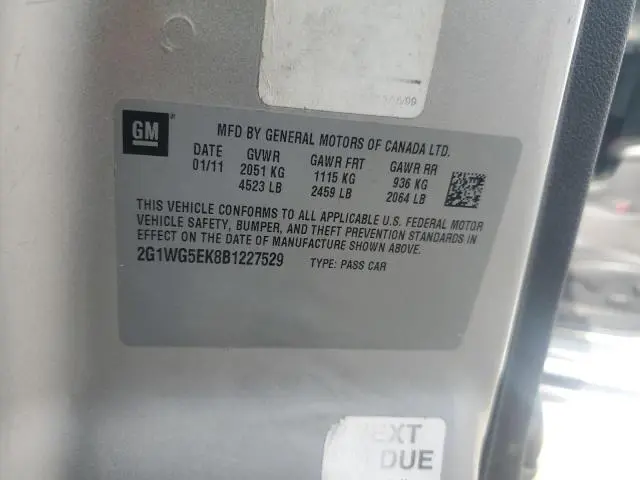 GM
MFD BY GENERAL MOTORS OF CANADA LTD.
DATE GVWR GAWR FRT GAWR RR
01/11 2051 KG 1115 KG 936 KG
4523 LB 2459 LB 2064 LB
THIS VEHICLE CONFORMS TO ALL APPLICABLE U.S. FEDERAL MOTOR
VEHICLE SAFETY, BUMPER, AND THEFT PREVENTION STANDARDS IN
EFFECT ON THE DATE OF MANUFACTURE SHOWN ABOVE.
2G1WG5EK8B1227529 TYPE: PASS CAR
EXT
DUE